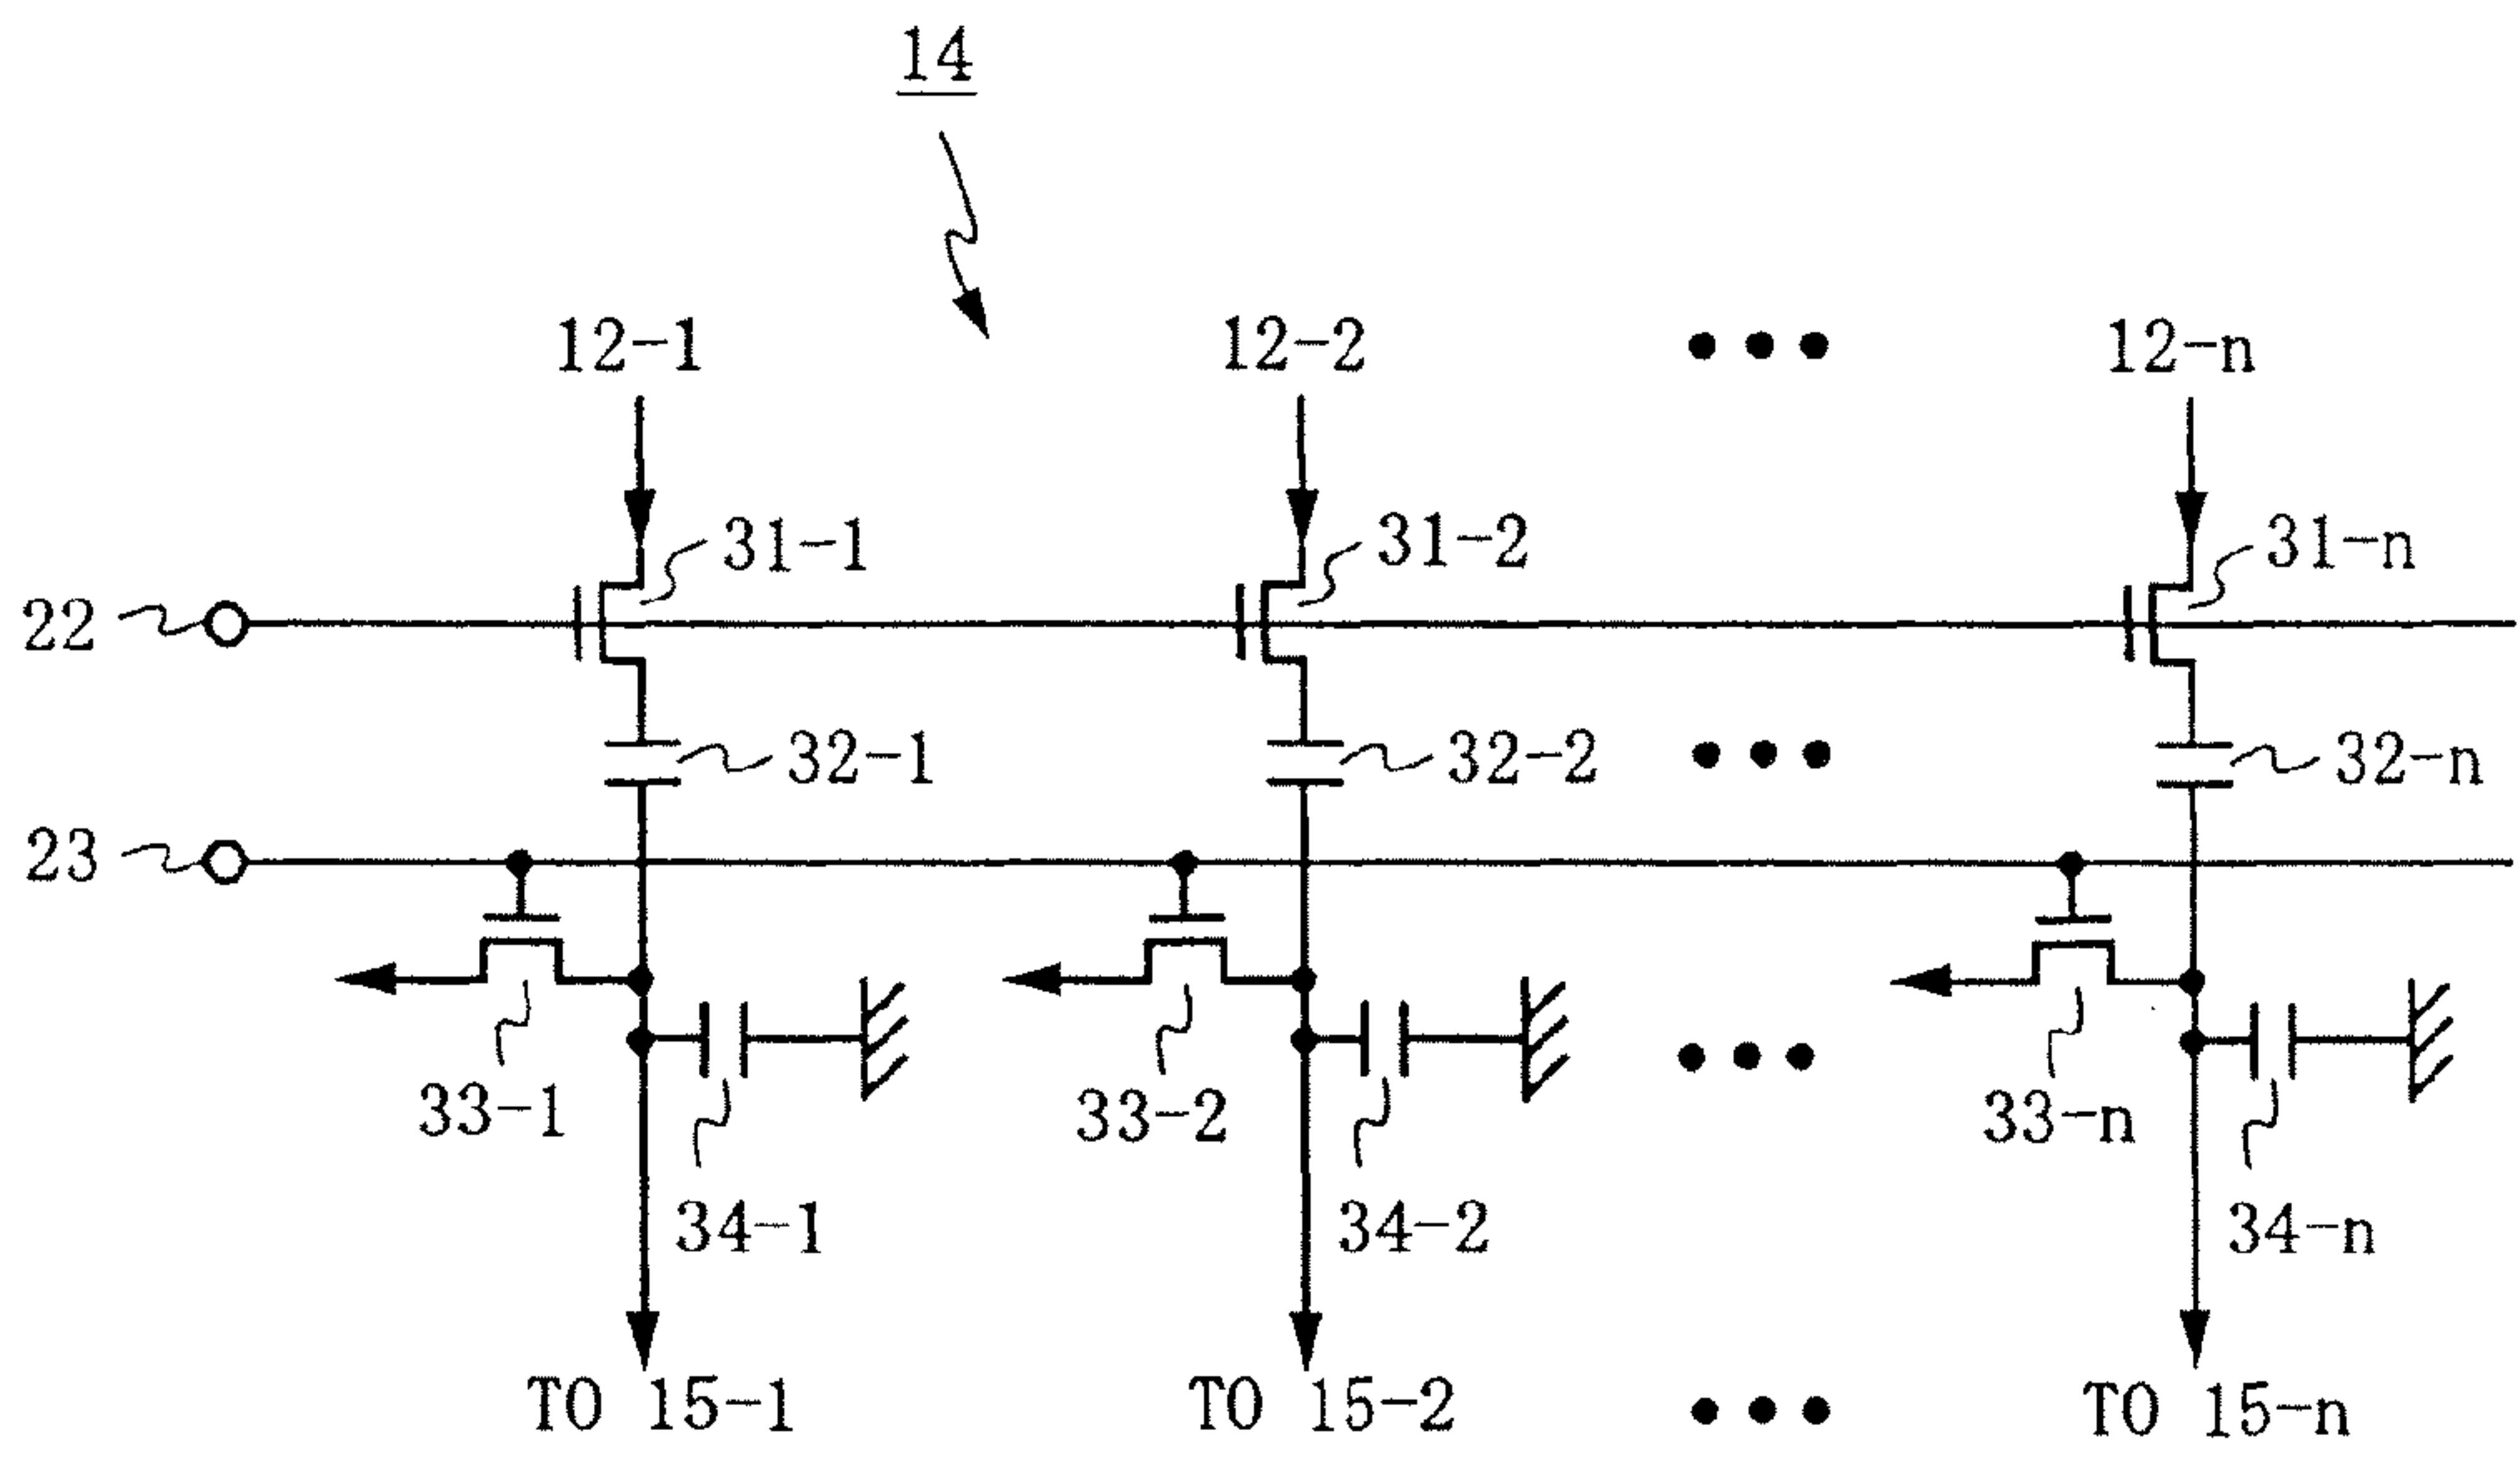 14
12-1 12-2 ••• 12-n
31-1 31-2 31-n
22
32-1 32-2 ••• 32-n
23
•••
33-1 33-2 33-n
34-1 34-2 34-n
TO 15-1 TO 15-2 ••• TO 15-n